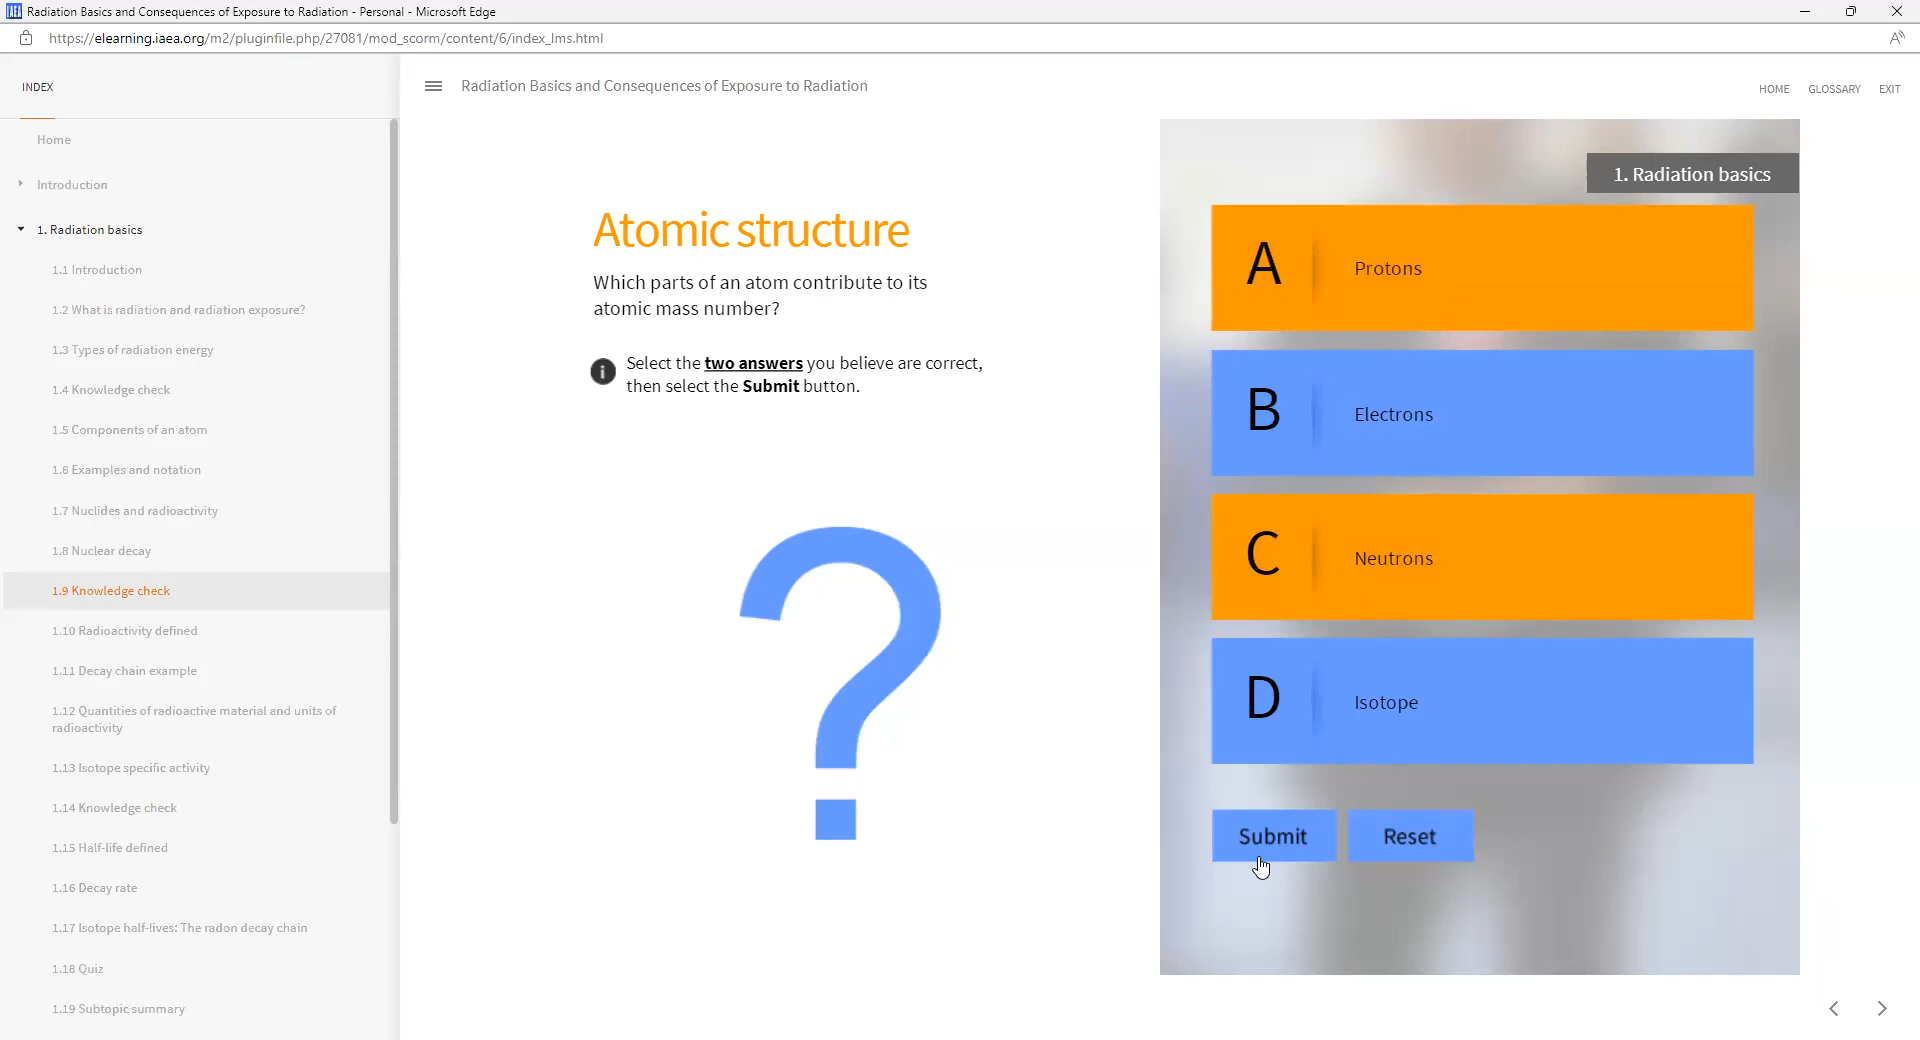 IAEA Radiation Basics and Consequences of Exposure to Radiation - Personal - Microsoft Edge
https://elearning.iaea.org/m2/pluginfile.php/27081/mod_scorm/content/6/index_lms.html
INDEX
Home
Introduction
1. Radiation basics
1.1 Introduction
1.2 What is radiation and radiation exposure?
1.3 Types of radiation energy
1.4 Knowledge check
1.5 Components of an atom
1.6 Examples and notation
1.7 Nuclides and radioactivity
1.8 Nuclear decay
1.9 Knowledge check
1.10 Radioactivity defined
1.11 Decay chain example
1.12 Quantities of radioactive material and units of
radioactivity
1.13 Isotope specific activity
1.14 Knowledge check
1.15 Half-life defined
1.16 Decay rate
1.17 Isotope half-lives: The radon decay chain
1.18 Quiz
1.19 Subtopic summary
Radiation Basics and Consequences of Exposure to Radiation
HOME GLOSSARY EXIT
Atomic structure
Which parts of an atom contribute to its
atomic mass number?
i Select the two answers you believe are correct,
then select the Submit button.
?
1. Radiation basics
A Protons
B Electrons
C Neutrons
D Isotope
Submit Reset